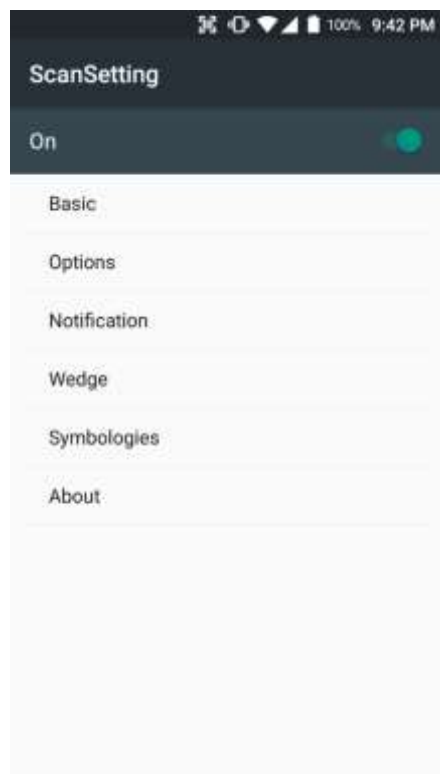 100% 9:42 PM
ScanSetting
On
Basic
Options
Notification
Wedge
Symbologies
About